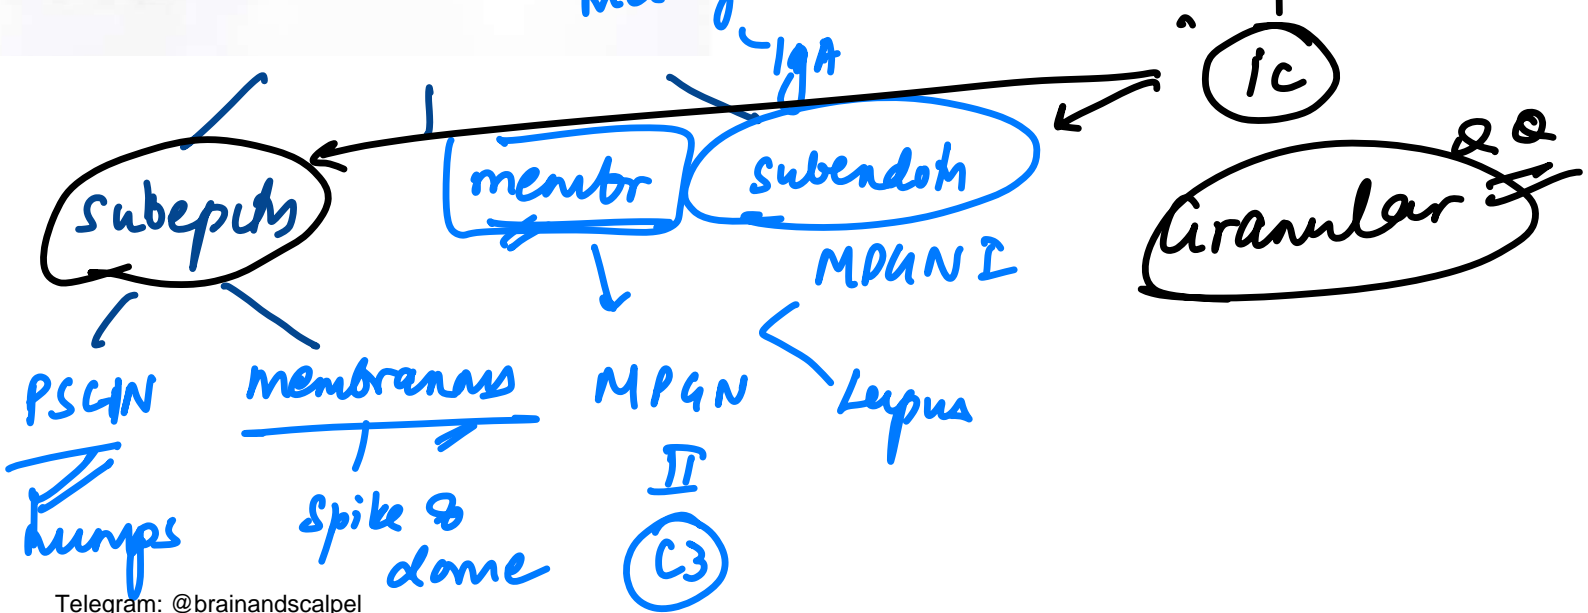 IgA
IC
subepith
membr
subendoth
Granular
MPGN I
PSGN
membranous
MPGN
Lupus
II
humps
spike &
dome
C3
Telegram: @brainandscalpel